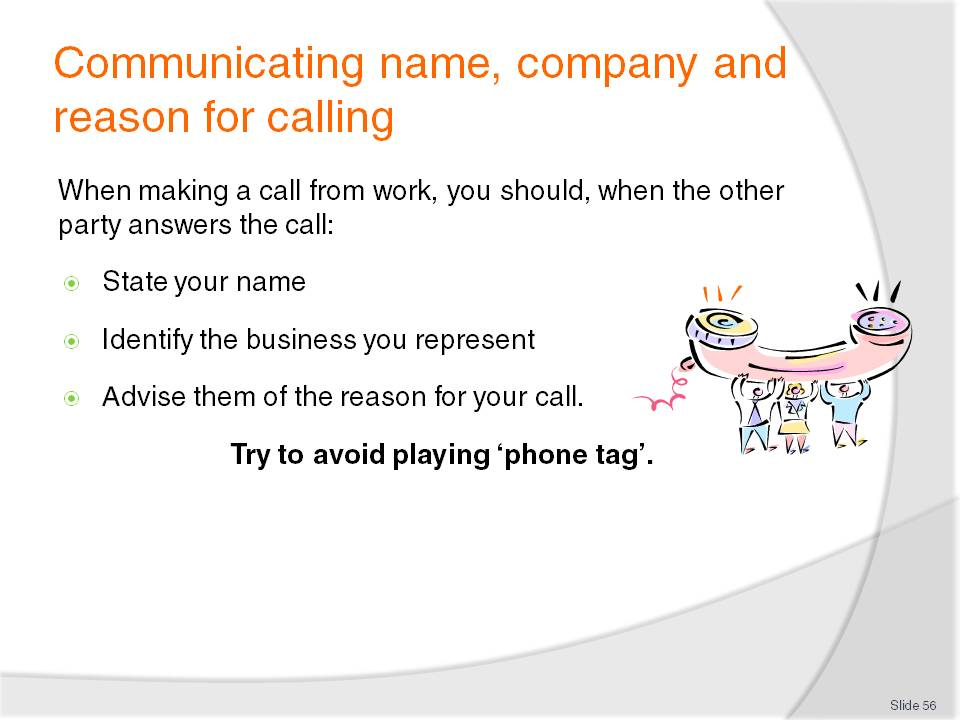 Communicating name, company and
reason for calling
When making a call from work, you should, when the other
party answers the call:
State your name
Identify the business you represent
Advise them of the reason for your call.
Try to avoid playing ‘phone tag’.
Slide 56